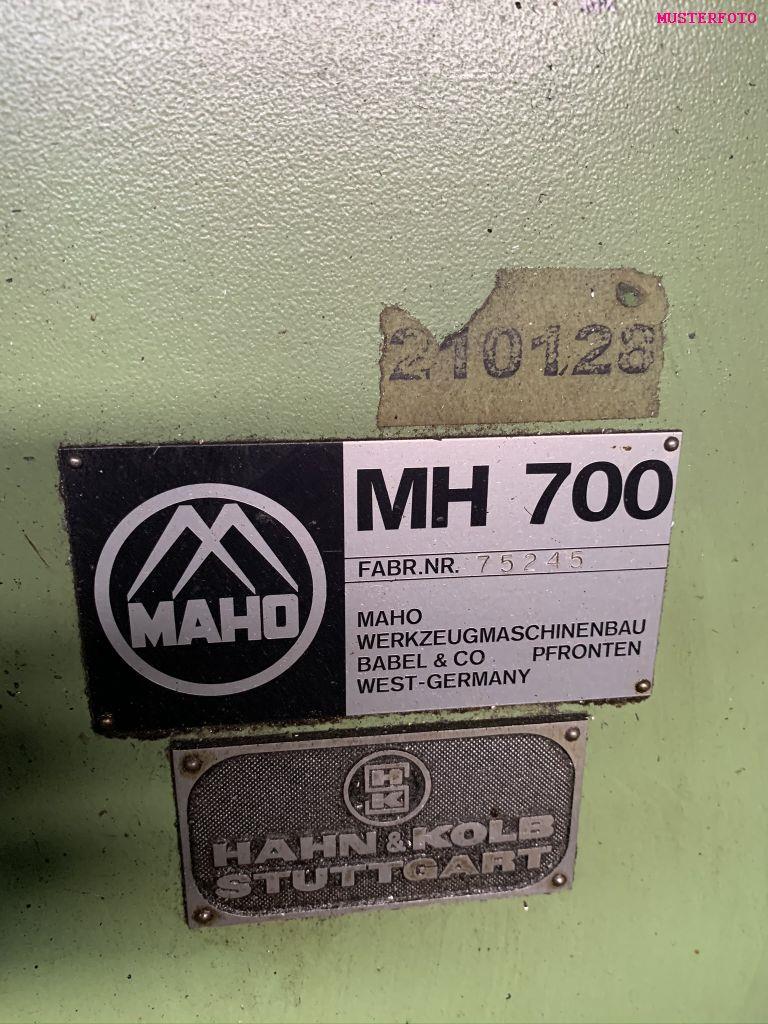 MUSTERFOTO
210128
MAHO
MH 700
FABR.NR. 75245
MAHO
WERKZEUGMASCHINENBAU
BABEL & CO PFRONTEN
WEST-GERMANY
HK
HAHN & KOLB
STUTTGART